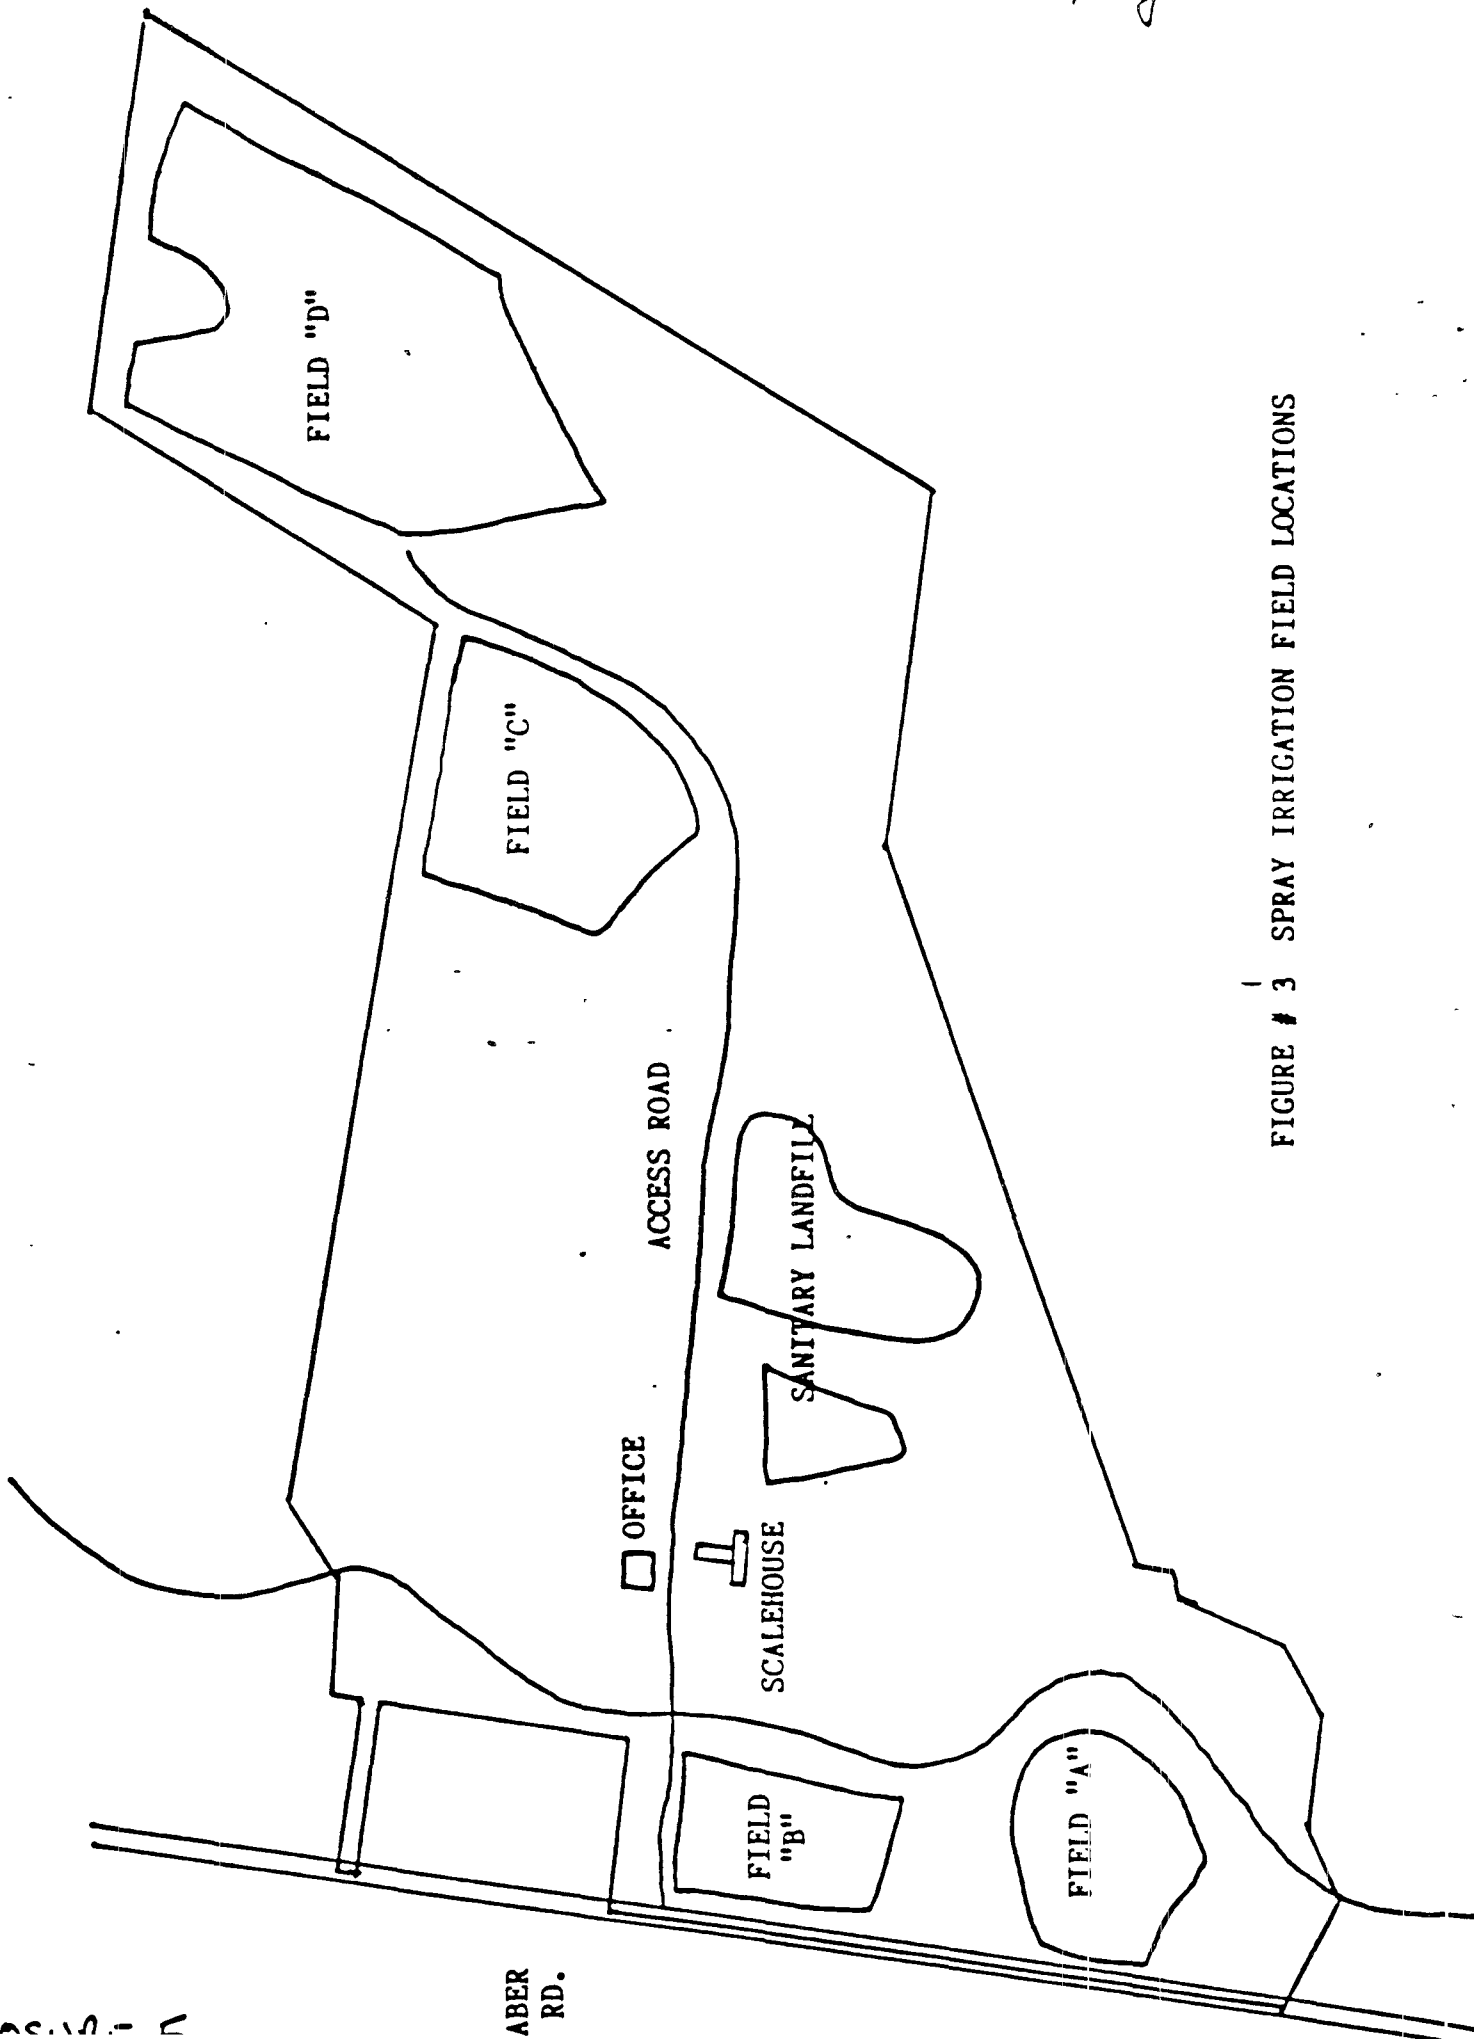 FIELD "D"
FIELD "C"
ACCESS ROAD
SANITARY LANDFILL
OFFICE
SCALEHOUSE
FIELD
"B"
FIELD "A"
ABER
RD.
FIGURE # 3 SPRAY IRRIGATION FIELD LOCATIONS